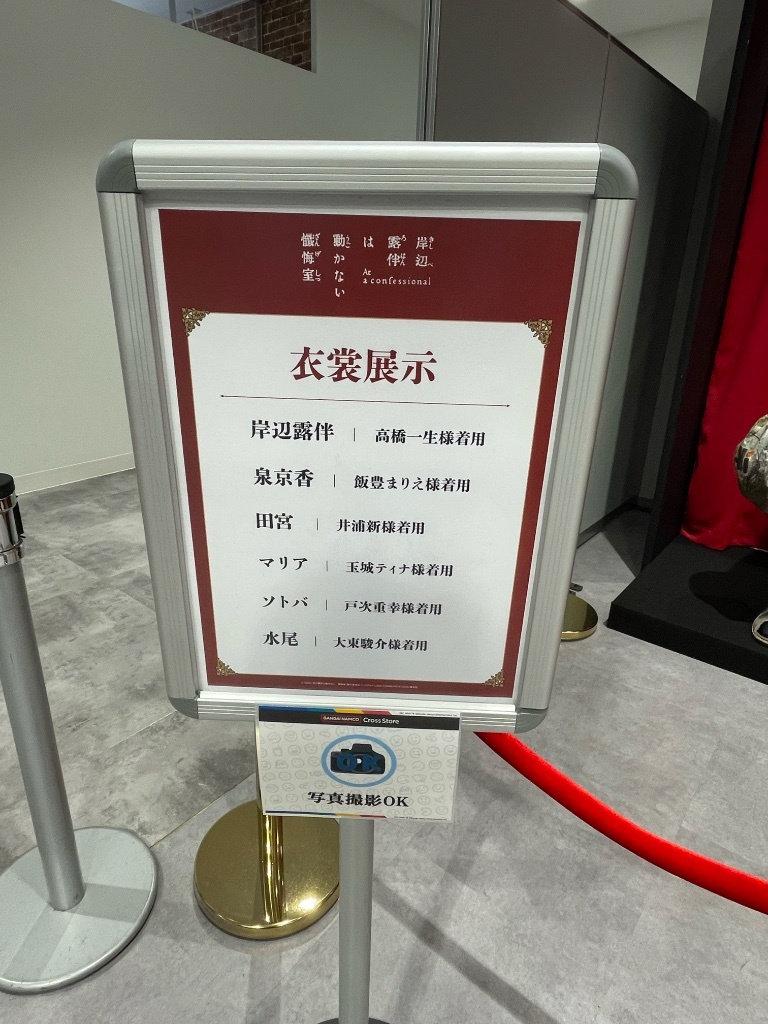 岸辺露伴は動かない懺悔室
At a confessional
衣裳展示
岸辺露伴 | 高橋一生様着用
泉京香 | 飯豊まりえ様着用
田宮 | 井浦新様着用
マリア | 玉城ティナ様着用
ソトバ | 戸次重幸様着用
水尾 | 大東駿介様着用
BANDAI NAMCO Cross Store
OK
写真撮影OK